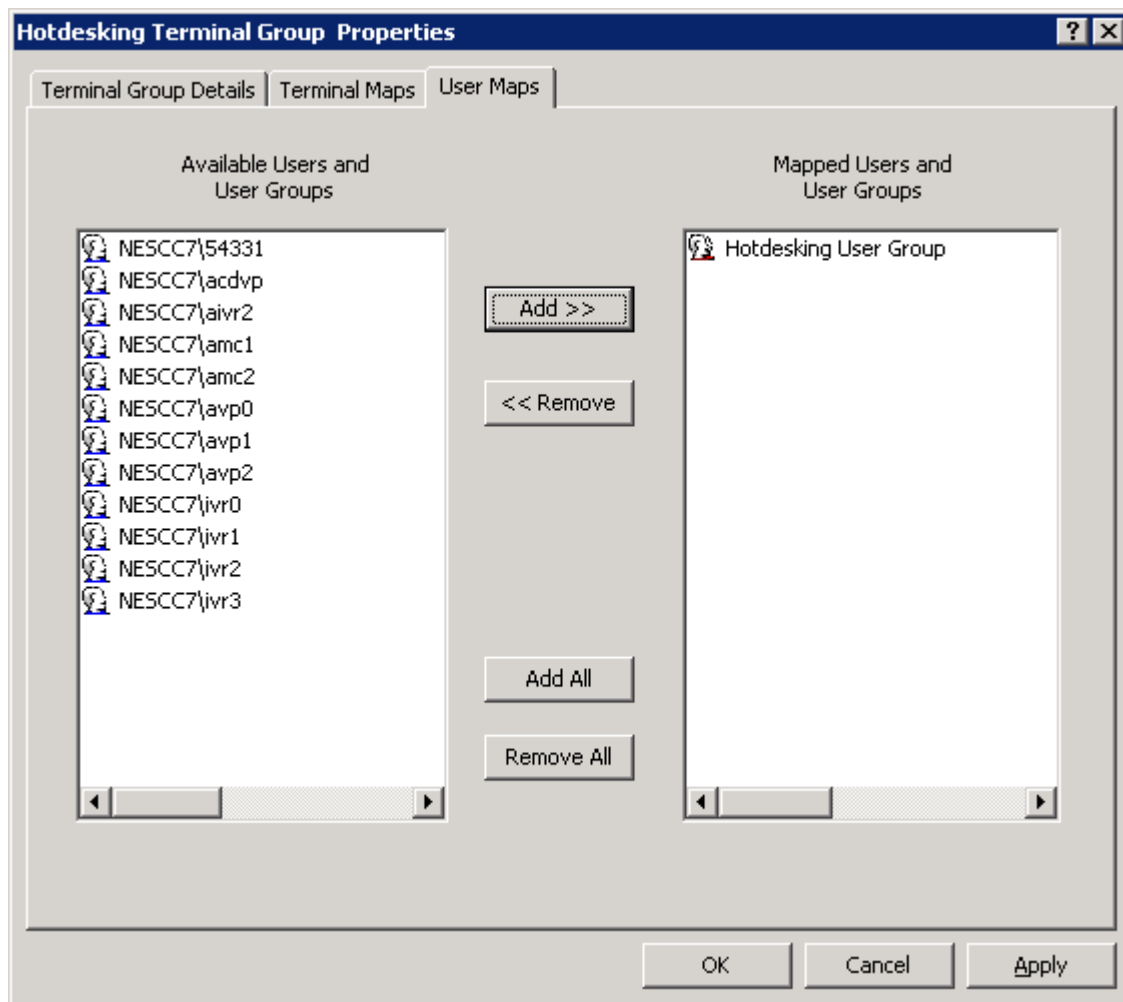 Hotdesking Terminal Group  Properties
Terminal Group Details
Terminal Maps
User Maps
Available Users and
User Groups
NESCC7\54331
NESCC7\acdvp
NESCC7\aivr2
NESCC7\amc1
NESCC7\amc2
NESCC7\avp0
NESCC7\avp1
NESCC7\avp2
NESCC7\ivr0
NESCC7\ivr1
NESCC7\ivr2
NESCC7\ivr3
Add >>
<< Remove
Add All
Remove All
Mapped Users and
User Groups
Hotdesking User Group
OK
Cancel
Apply